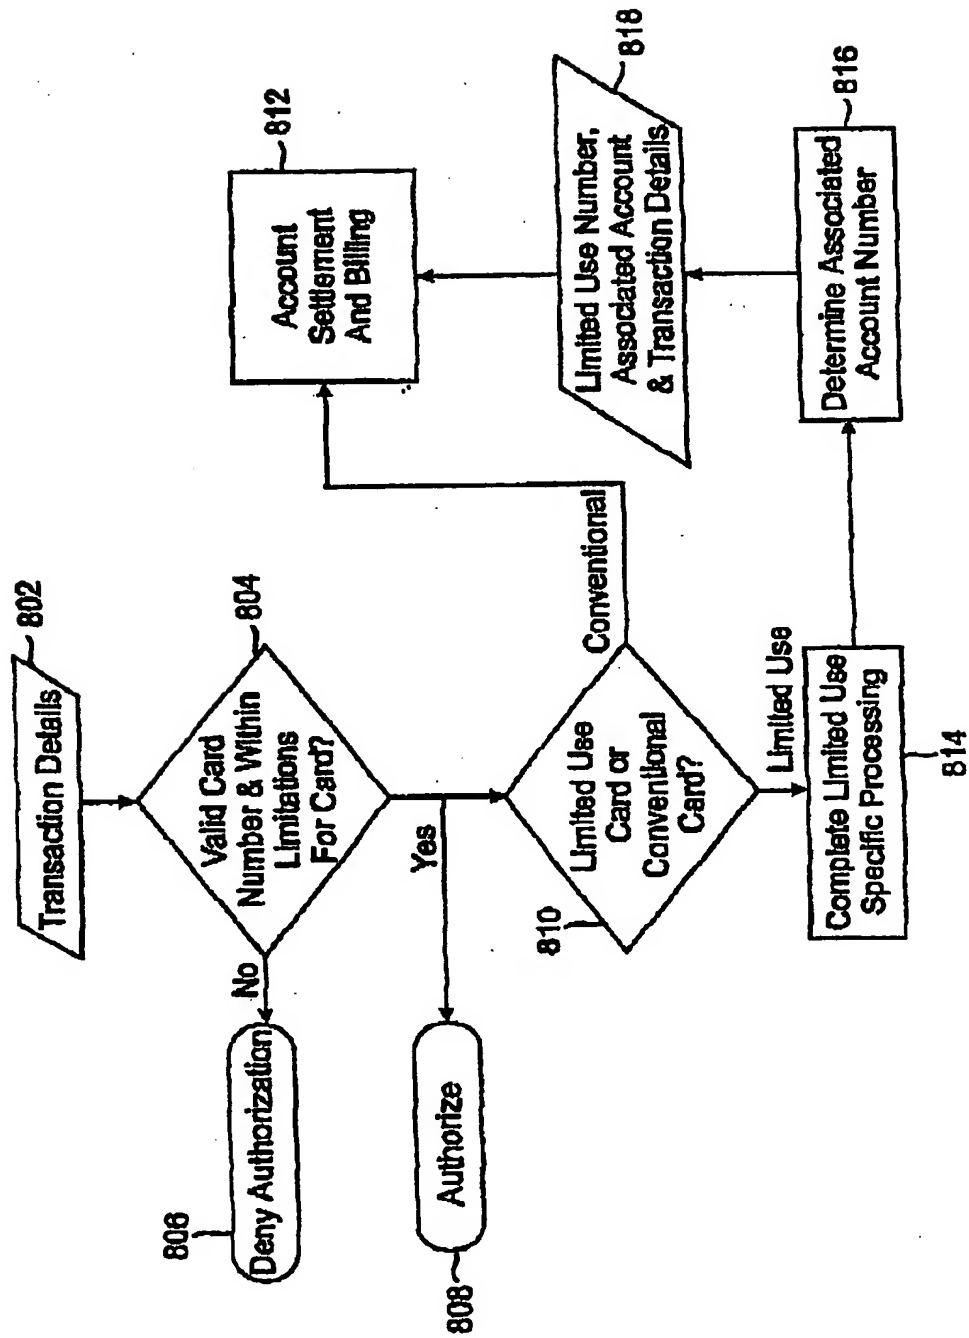 802
Transaction Details
804
Valid Card
Number & Within
Limitations
For Card?
No
806
Deny Authorization
Yes
808
Authorize
810
Limited Use
Card or
Conventional
Card?
Conventional
812
Account
Settlement
And Billing
Limited Use
Complete Limited Use
Specific Processing
814
816
Determine Associated
Account Number
818
Limited Use Number,
Associated Account
& Transaction Details